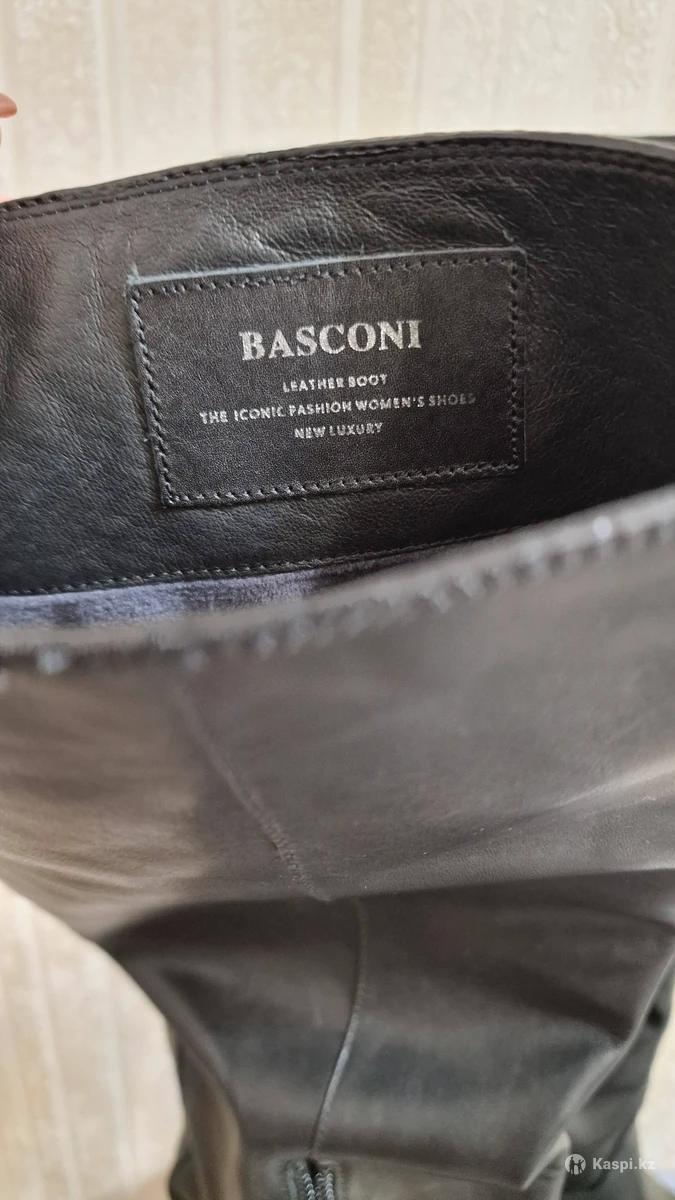 BASCONI
LEATHER BOOT
THE ICONIC FASHION WOMEN'S SHOES
NEW LUXURY
Kaspi.kz